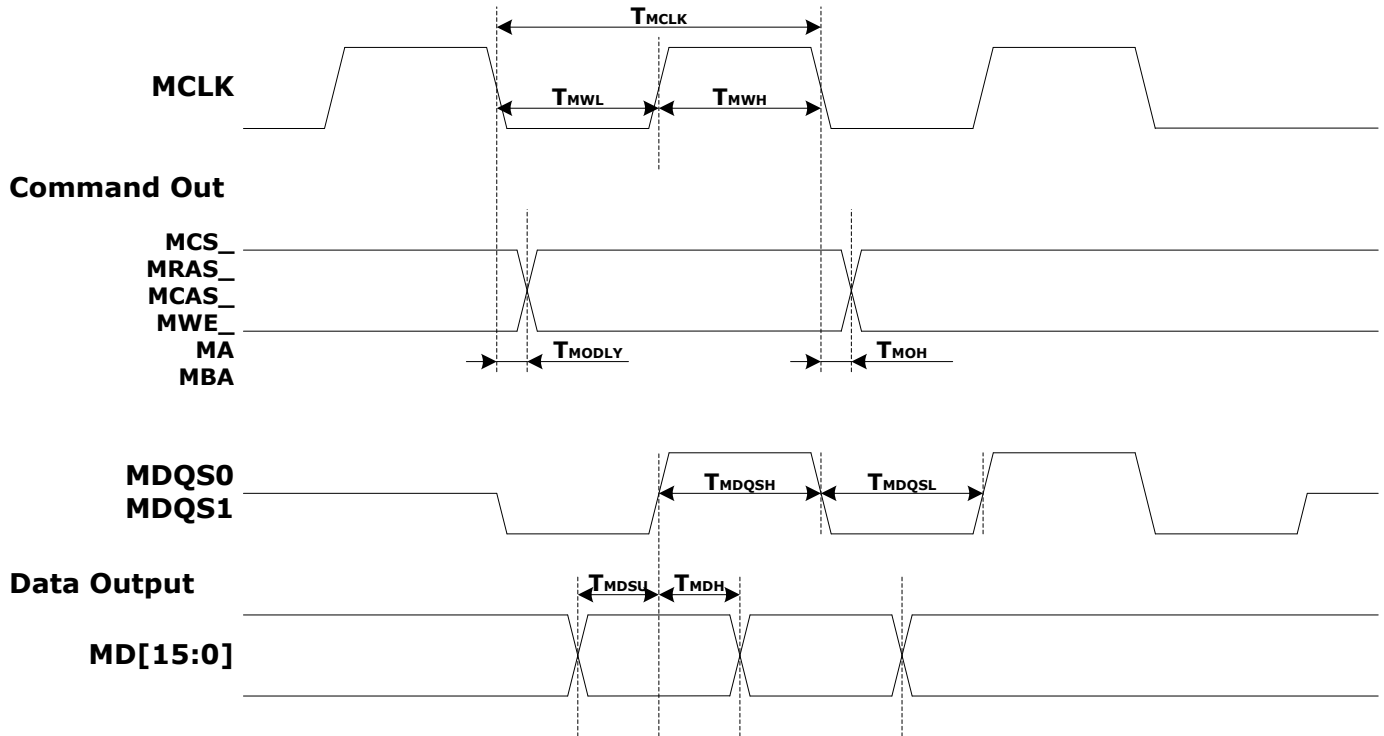 TMCLK
MCLK
TMWL TMWH
Command Out
MCS_
MRAS_
MCAS_
MWE_
MA
MBA
TMODLY TMOH
MDQS0
MDQS1
TMDQSH TMDQSL
Data Output
TMDSU TMDH
MD[15:0]